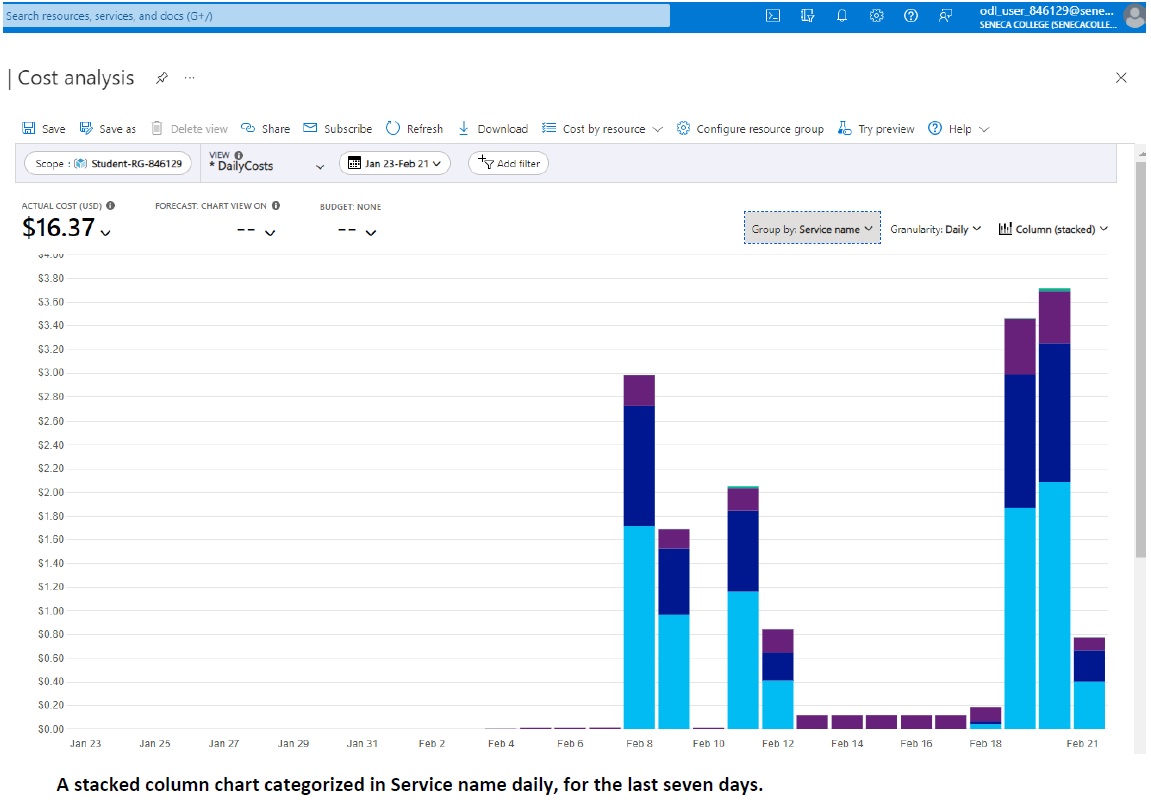 Search resources, services, and docs (G+/)
odl_user_846129@sene...
SENECA COLLEGE (SENECACOLLE...
Cost analysis
Save Save as Delete view Share Subscribe Refresh Download Cost by resource Configure resource group Try preview Help
Scope : Student-RG-846129
VIEW
* DailyCosts
Jan 23-Feb 21
Add filter
ACTUAL COST (USD) FORECAST: CHART VIEW ON BUDGET: NONE
$16.37 -- --
Group by: Service name Granularity: Daily Column (stacked)
$4.00
$3.80
$3.60
$3.40
$3.20
$3.00
$2.80
$2.60
$2.40
$2.20
$2.00
$1.80
$1.60
$1.40
$1.20
$1.00
$0.80
$0.60
$0.40
$0.20
$0.00
Jan 23 Jan 25 Jan 27 Jan 29 Jan 31 Feb 2 Feb 4 Feb 6 Feb 8 Feb 10 Feb 12 Feb 14 Feb 16 Feb 18 Feb 21
A stacked column chart categorized in Service name daily, for the last seven days.